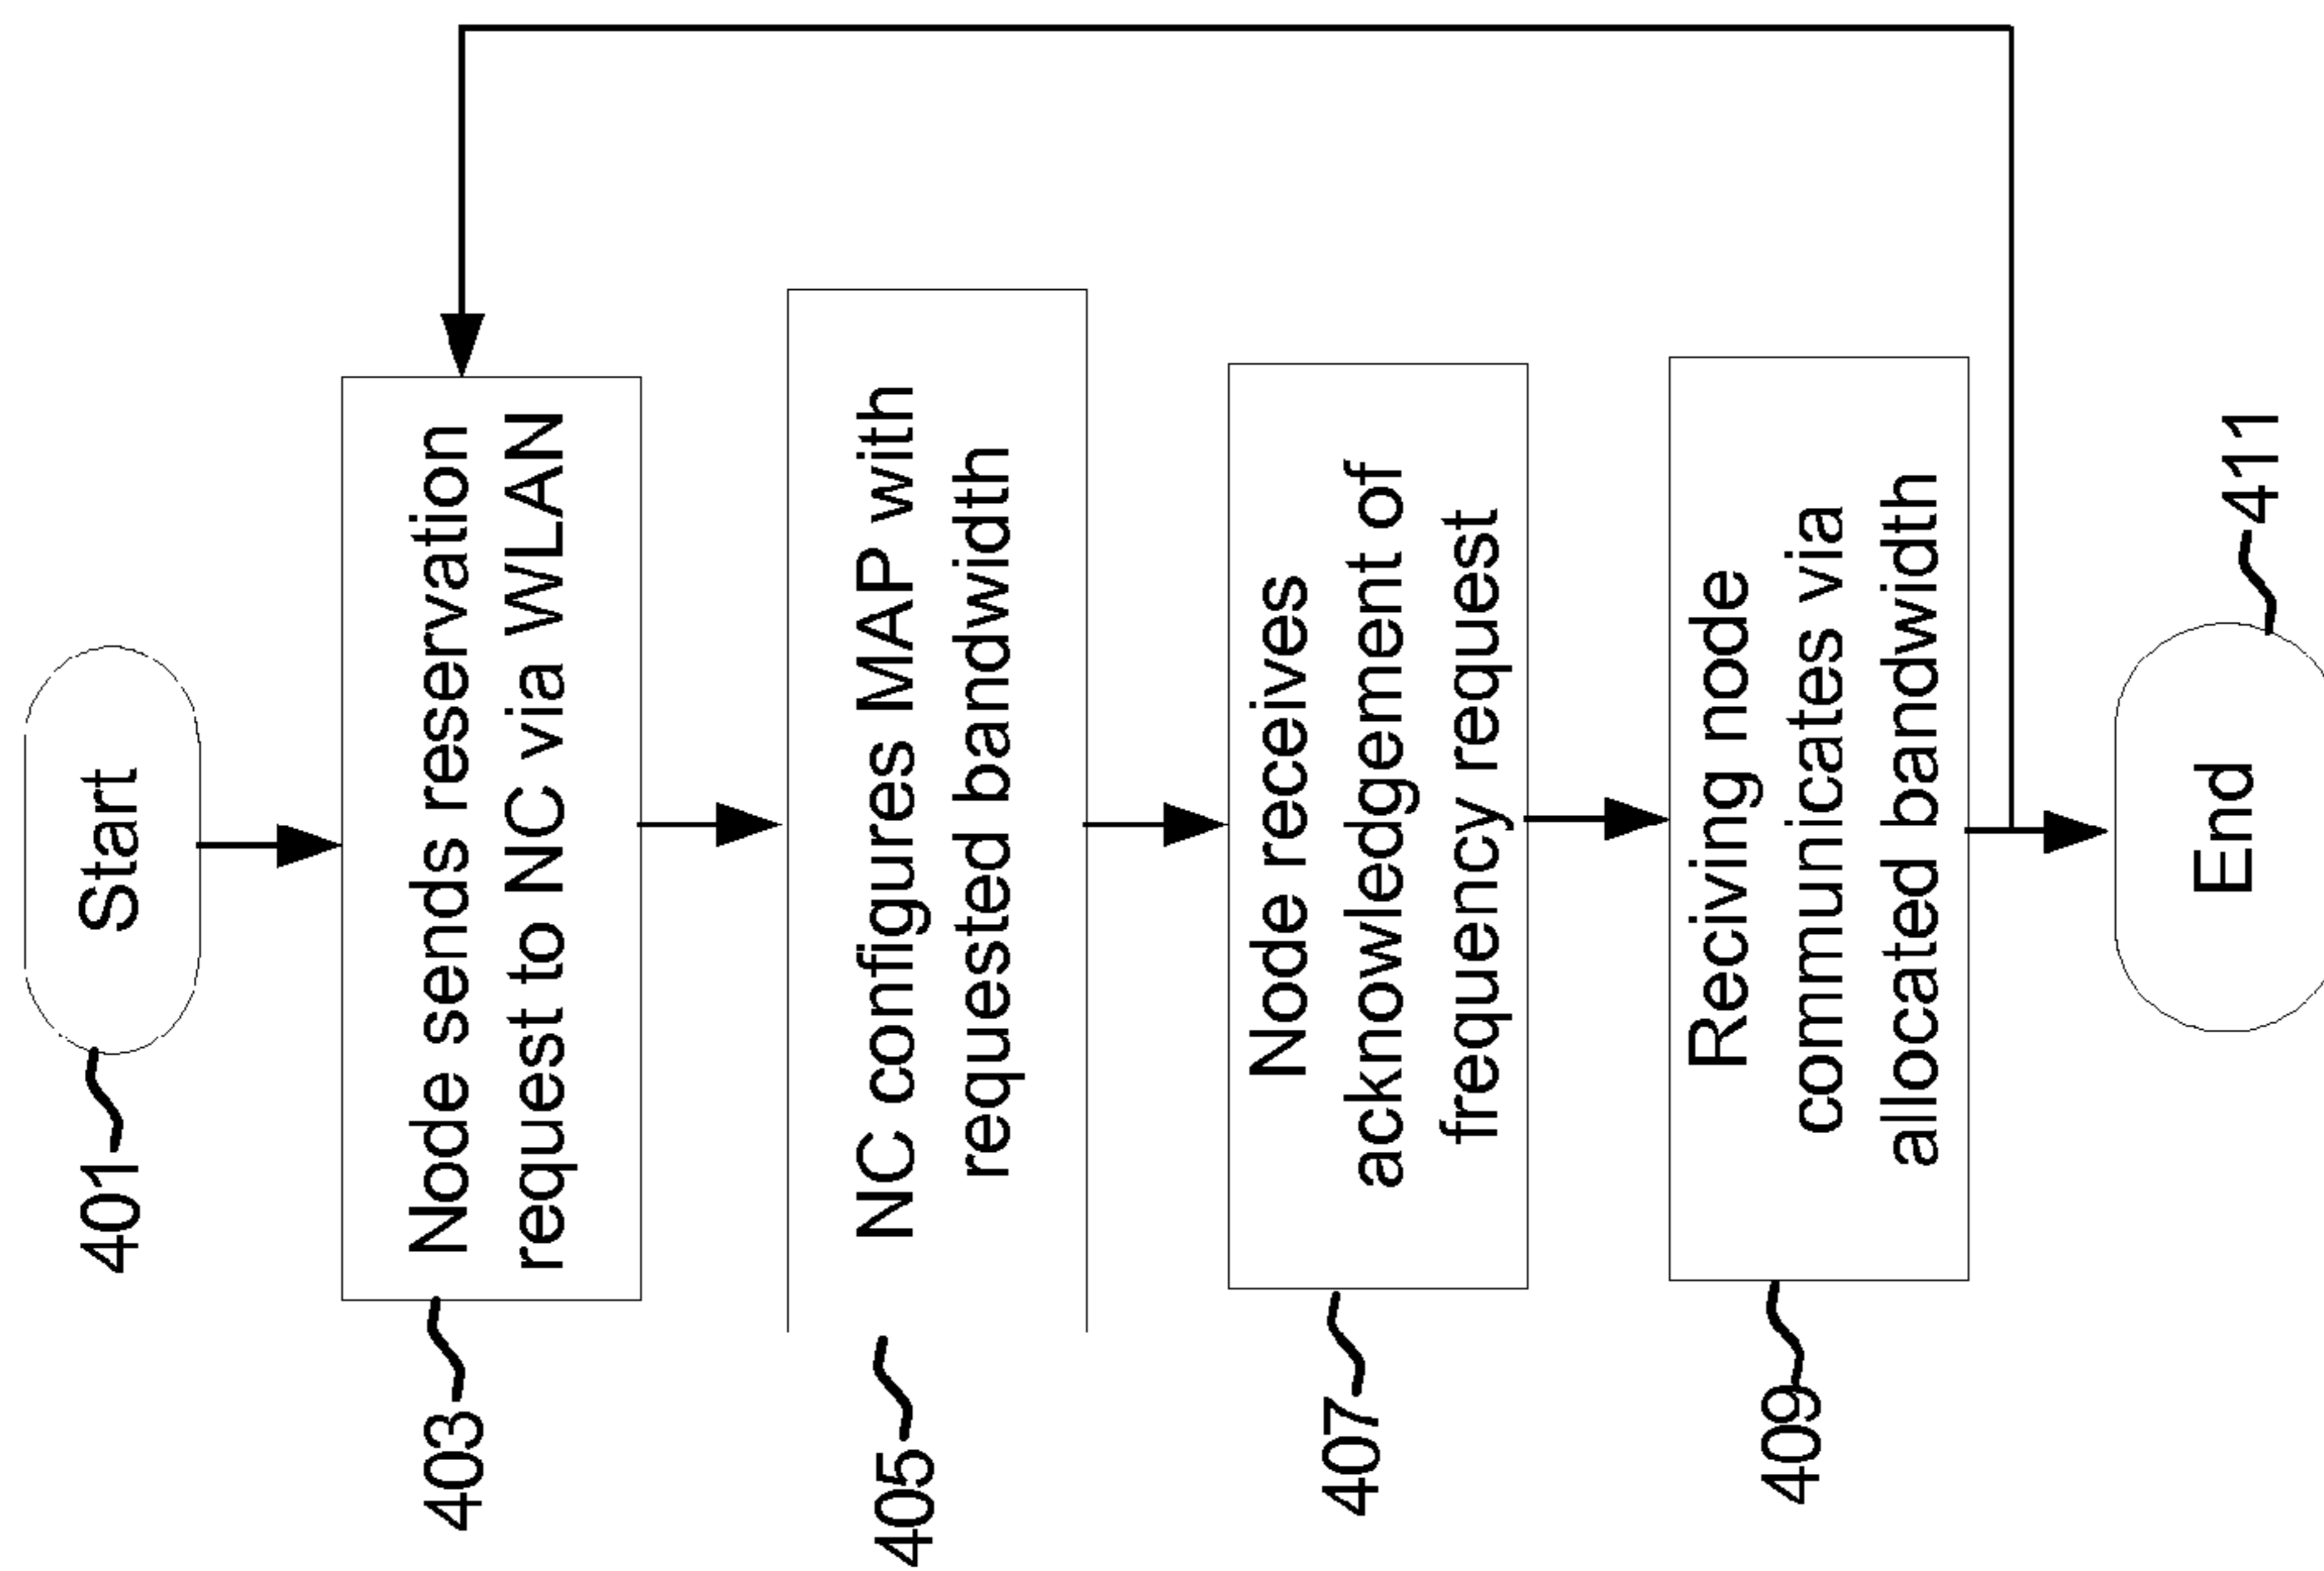 401
Start
403
Node sends reservation
request to NC via WLAN
405
NC configures MAP with
requested bandwidth
407
Node receives
acknowledgement of
frequency request
409
Reciving node
communicates via
allocated bandwidth
End
411